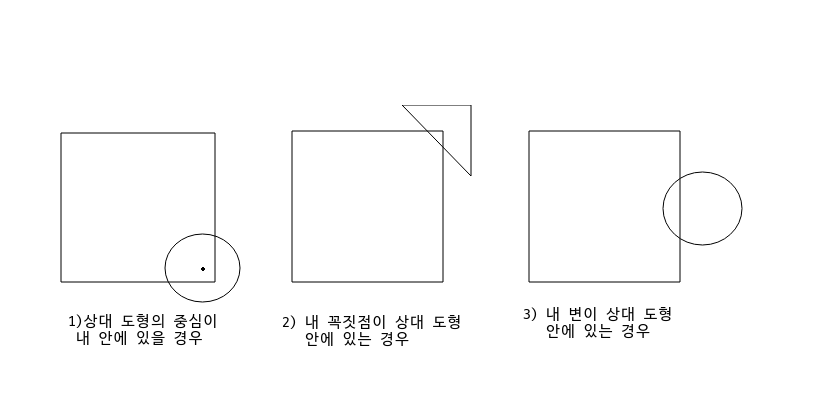 1)상대 도형의 중심이
내 안에 있을 경우
2) 내 꼭짓점이 상대 도형
안에 있는 경우
3) 내 변이 상대 도형
안에 있는 경우